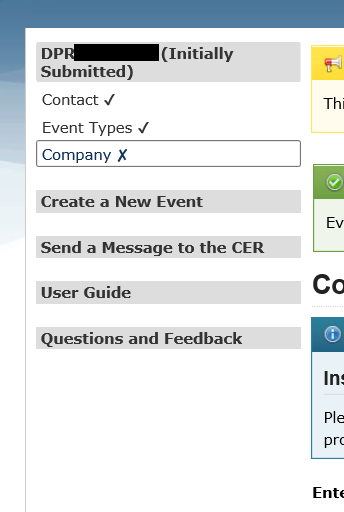 DPR (Initially
Submitted)
Contact ✓
Event Types ✓
Company ✗
Create a New Event
Send a Message to the CER
User Guide
Questions and Feedback
Thi
Ev
Co
Ins
Ple
pro
Ente